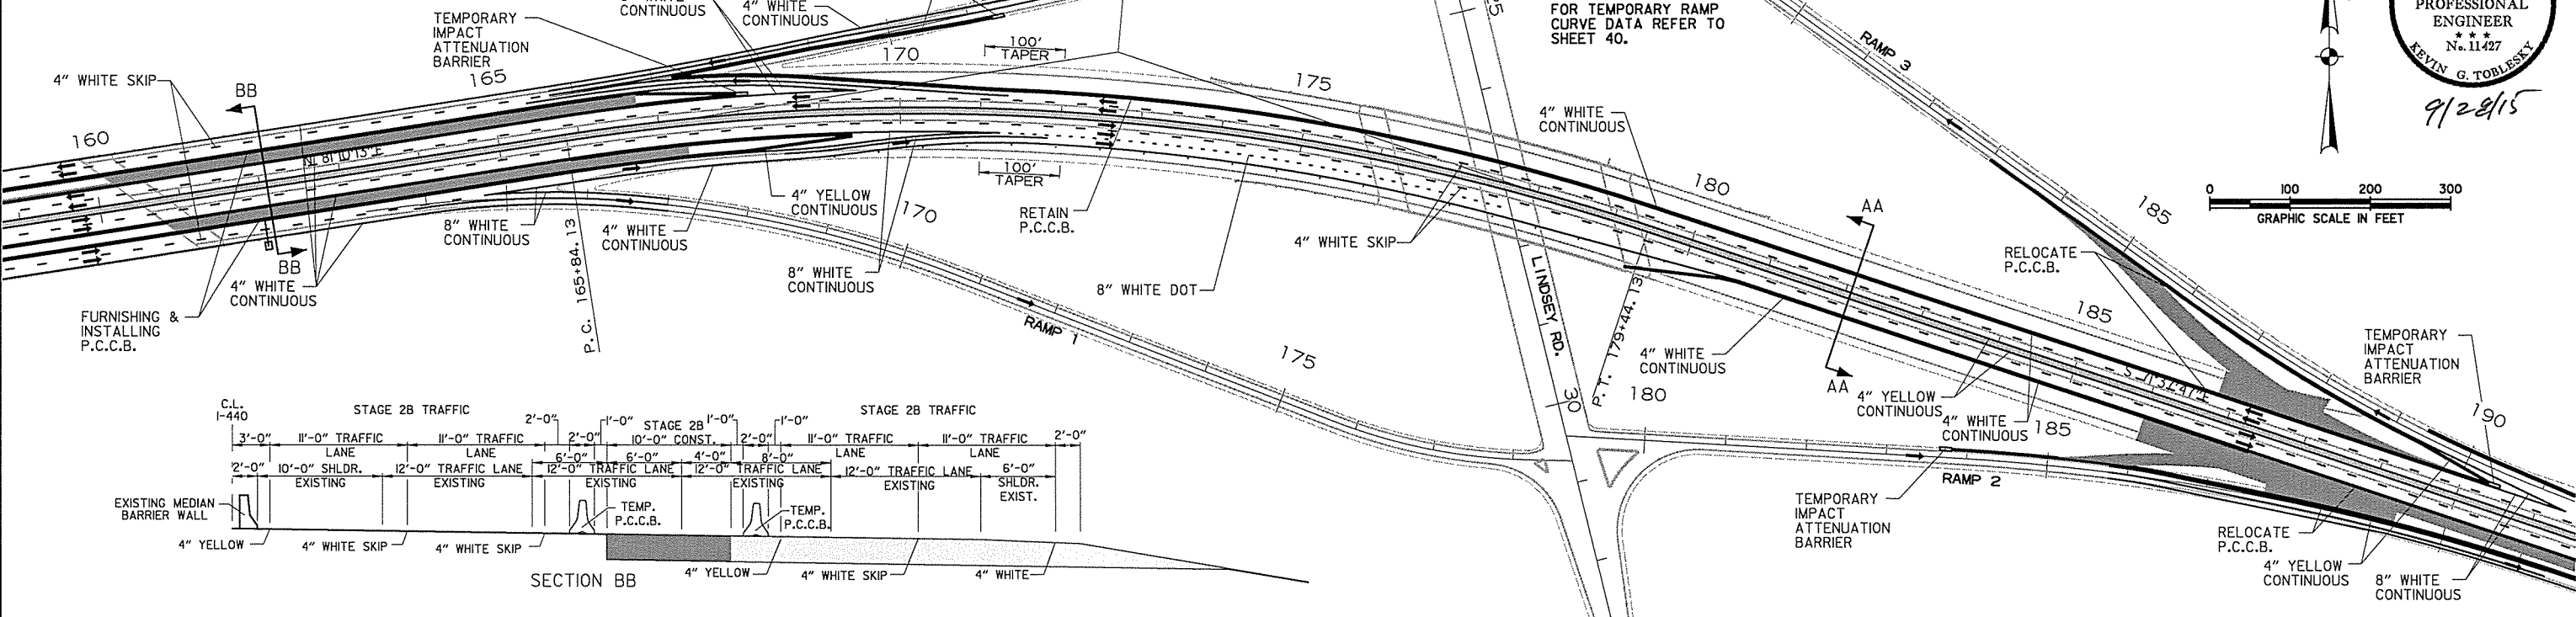 CONTINUOUS
4" WHITE
CONTINUOUS
TEMPORARY
IMPACT
ATTENUATION
BARRIER
4" WHITE SKIP
BB
160
165
170
100'
TAPER
175
FOR TEMPORARY RAMP
CURVE DATA REFER TO
SHEET 40.
RAMP 3
PROFESSIONAL
ENGINEER
★ ★ ★
No. 11427
KEVIN G. TOBLESKY
9/28/15
0 100 200 300
GRAPHIC SCALE IN FEET
4" WHITE
CONTINUOUS
180
AA
185
N. 81°10'13" E
8" WHITE
CONTINUOUS
4" WHITE
CONTINUOUS
4" YELLOW
CONTINUOUS
170
100'
TAPER
RETAIN
P.C.C.B.
4" WHITE SKIP
8" WHITE
CONTINUOUS
8" WHITE DOT
BB
4" WHITE
CONTINUOUS
FURNISHING &
INSTALLING
P.C.C.B.
P.C. 165+84.13
RAMP 1
175
LINDSEY RD.
30
P.T. 179+44.13
180
4" WHITE
CONTINUOUS
AA
4" YELLOW
CONTINUOUS
4" WHITE
CONTINUOUS
185
185
RELOCATE
P.C.C.B.
TEMPORARY
IMPACT
ATTENUATION
BARRIER
190
RAMP 2
TEMPORARY
IMPACT
ATTENUATION
BARRIER
RELOCATE
P.C.C.B.
4" YELLOW
CONTINUOUS
8" WHITE
CONTINUOUS
C.L.
I-440
STAGE 2B TRAFFIC
STAGE 2B
10'-0" CONST.
STAGE 2B TRAFFIC
2'-0" 1'-0" 1'-0" 1'-0"
3'-0" 11'-0" TRAFFIC LANE 11'-0" TRAFFIC LANE 2'-0" 2'-0" 11'-0" TRAFFIC LANE 11'-0" TRAFFIC LANE 2'-0"
6'-0" 6'-0" 4'-0" 8'-0"
2'-0" 10'-0" SHLDR. EXISTING 12'-0" TRAFFIC LANE EXISTING 12'-0" TRAFFIC LANE EXISTING 12'-0" TRAFFIC LANE EXISTING 12'-0" TRAFFIC LANE EXISTING 6'-0" SHLDR. EXIST.
EXISTING MEDIAN
BARRIER WALL
TEMP.
P.C.C.B.
TEMP.
P.C.C.B.
4" YELLOW
4" WHITE SKIP
4" WHITE SKIP
4" YELLOW
4" WHITE SKIP
4" WHITE
SECTION BB